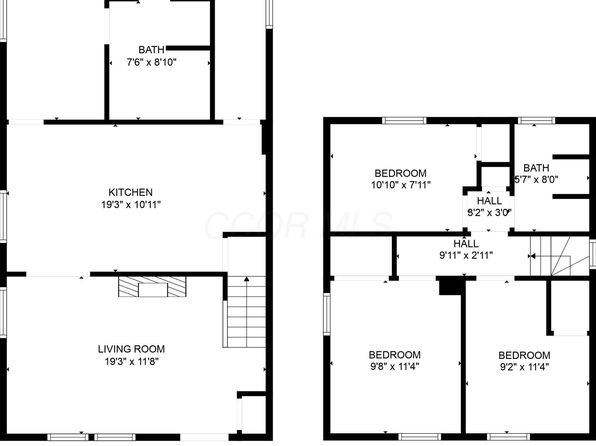 BATH
7'6" x 8'10"
KITCHEN
19'3" x 10'11"
LIVING ROOM
19'3" x 11'8"
BEDROOM
10'10" x 7'11"
BATH
5'7" x 8'0"
HALL
6'2" x 3'0"
HALL
9'11" x 2'11"
BEDROOM
9'8" x 11'4"
BEDROOM
9'2" x 11'4"
CCOR MLS